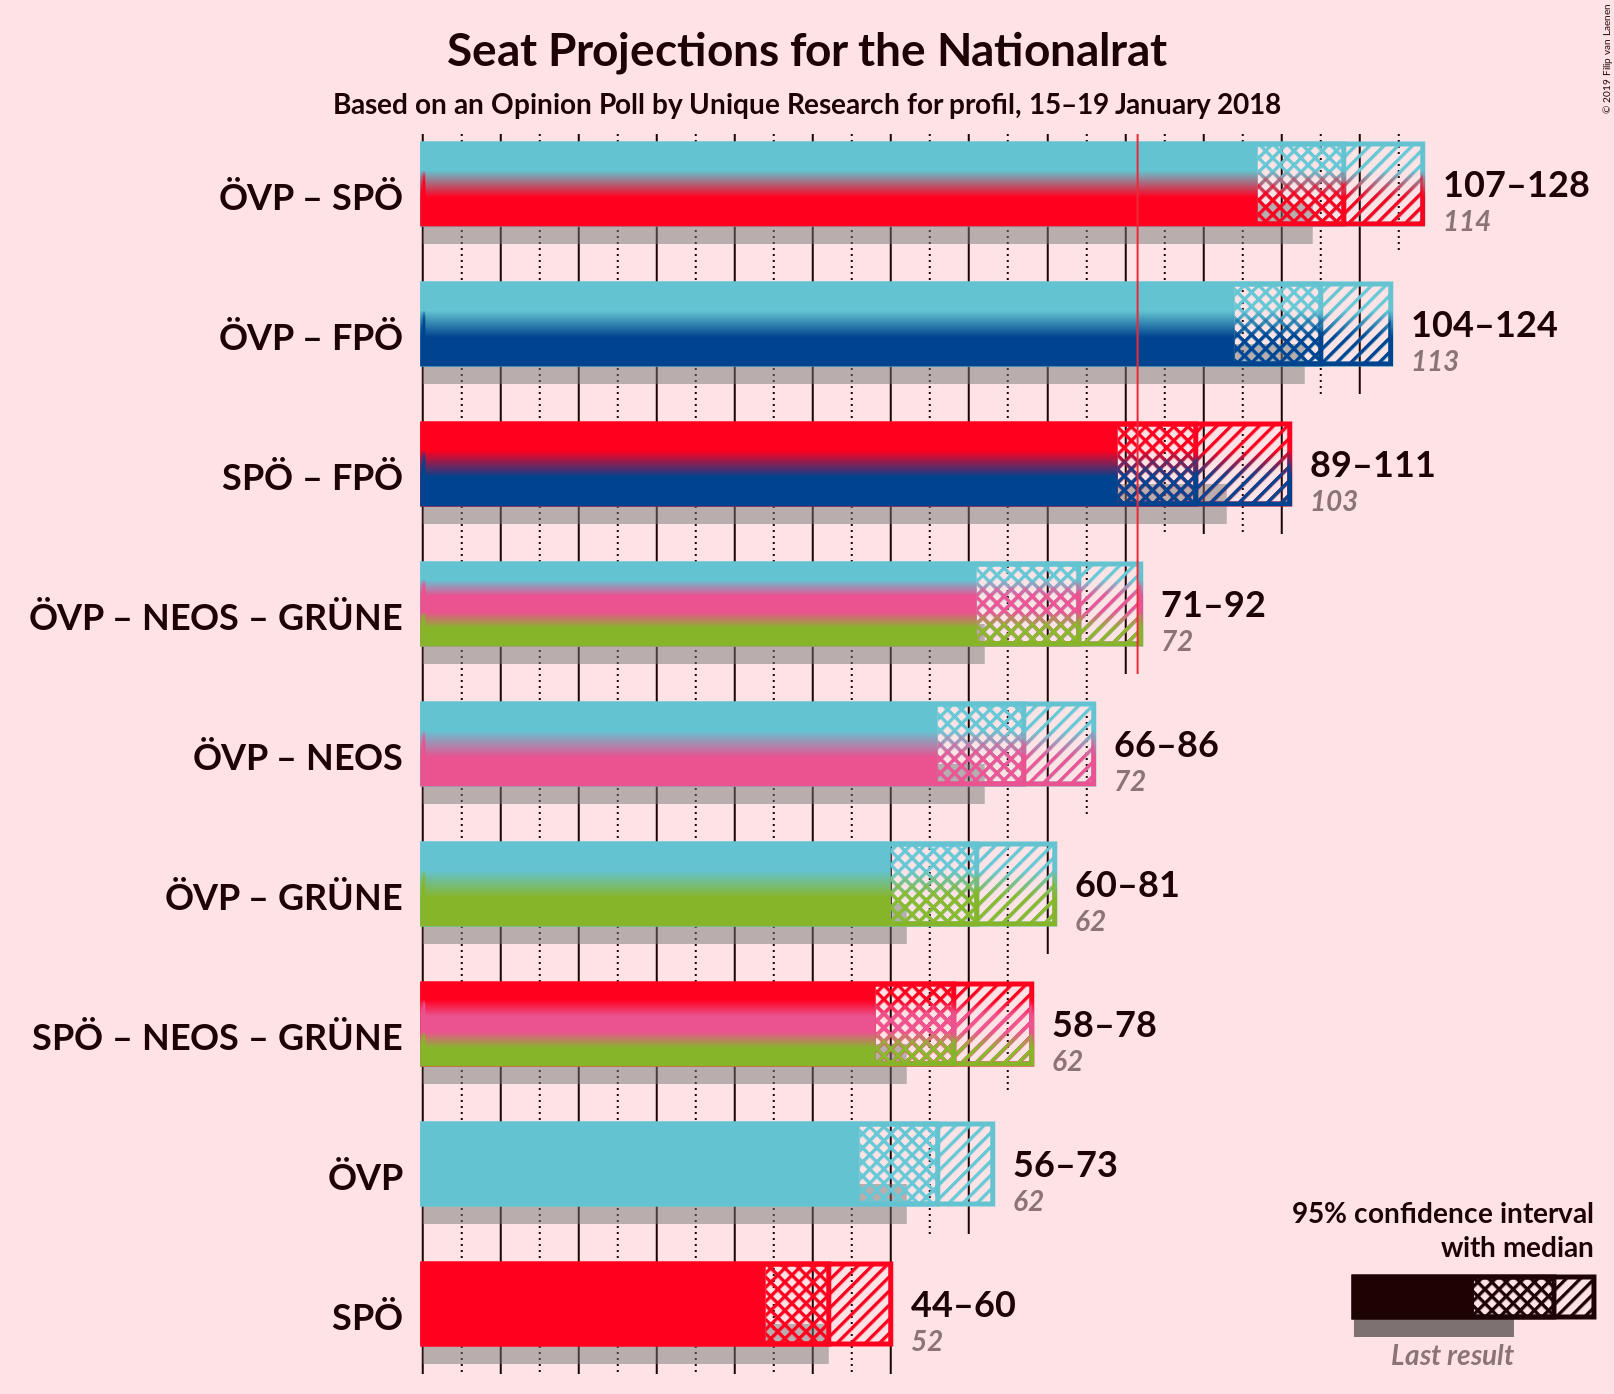 Seat Projections for the Nationalrat
Based on an Opinion Poll by Unique Research for profil, 15–19 January 2018
© 2019 Filip van Laenen
ÖVP – SPÖ
107–128
114
ÖVP – FPÖ
104–124
113
SPÖ – FPÖ
89–111
103
ÖVP – NEOS – GRÜNE
71–92
72
ÖVP – NEOS
66–86
72
ÖVP – GRÜNE
60–81
62
SPÖ – NEOS – GRÜNE
58–78
62
ÖVP
56–73
62
SPÖ
44–60
52
95% confidence interval
with median
Last result